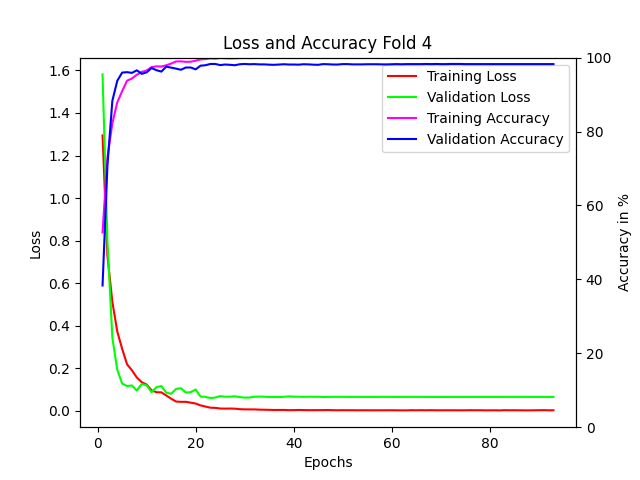 Loss and Accuracy Fold 4
1.6
1.4
1.2
1.0
0.8
0.6
0.4
0.2
0.0
Loss
100
80
60
40
20
0
Accuracy in %
Training Loss
Validation Loss
Training Accuracy
Validation Accuracy
0 20 40 60 80
Epochs